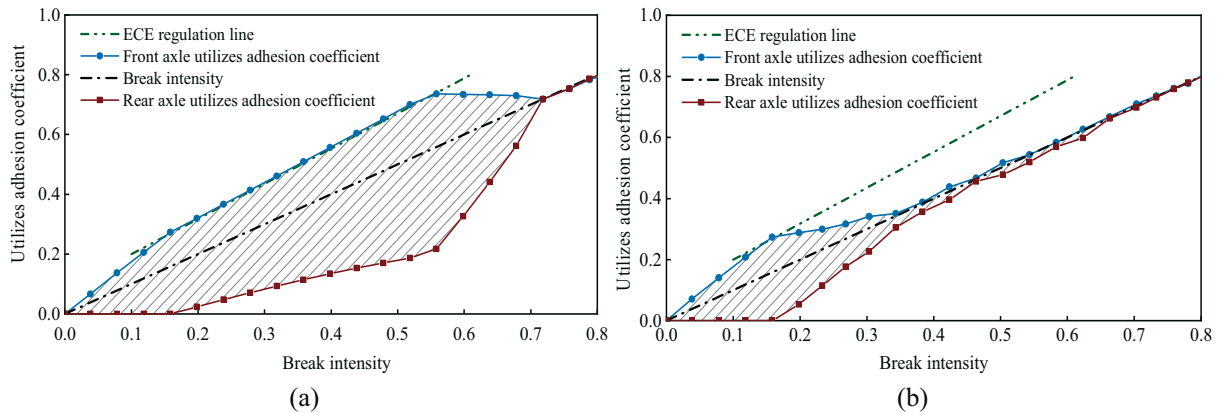 1.0
0.8
0.6
0.4
0.2
0.0
Utilizes adhesion coefficient
ECE regulation line
Front axle utilizes adhesion coefficient
Break intensity
Rear axle utilizes adhesion coefficient
0.0 0.1 0.2 0.3 0.4 0.5 0.6 0.7 0.8
Break intensity
(a)
1.0
0.8
0.6
0.4
0.2
0.0
Utilizes adhesion coefficient
ECE regulation line
Front axle utilizes adhesion coefficient
Break intensity
Rear axle utilizes adhesion coefficient
0.0 0.1 0.2 0.3 0.4 0.5 0.6 0.7 0.8
Break intensity
(b)